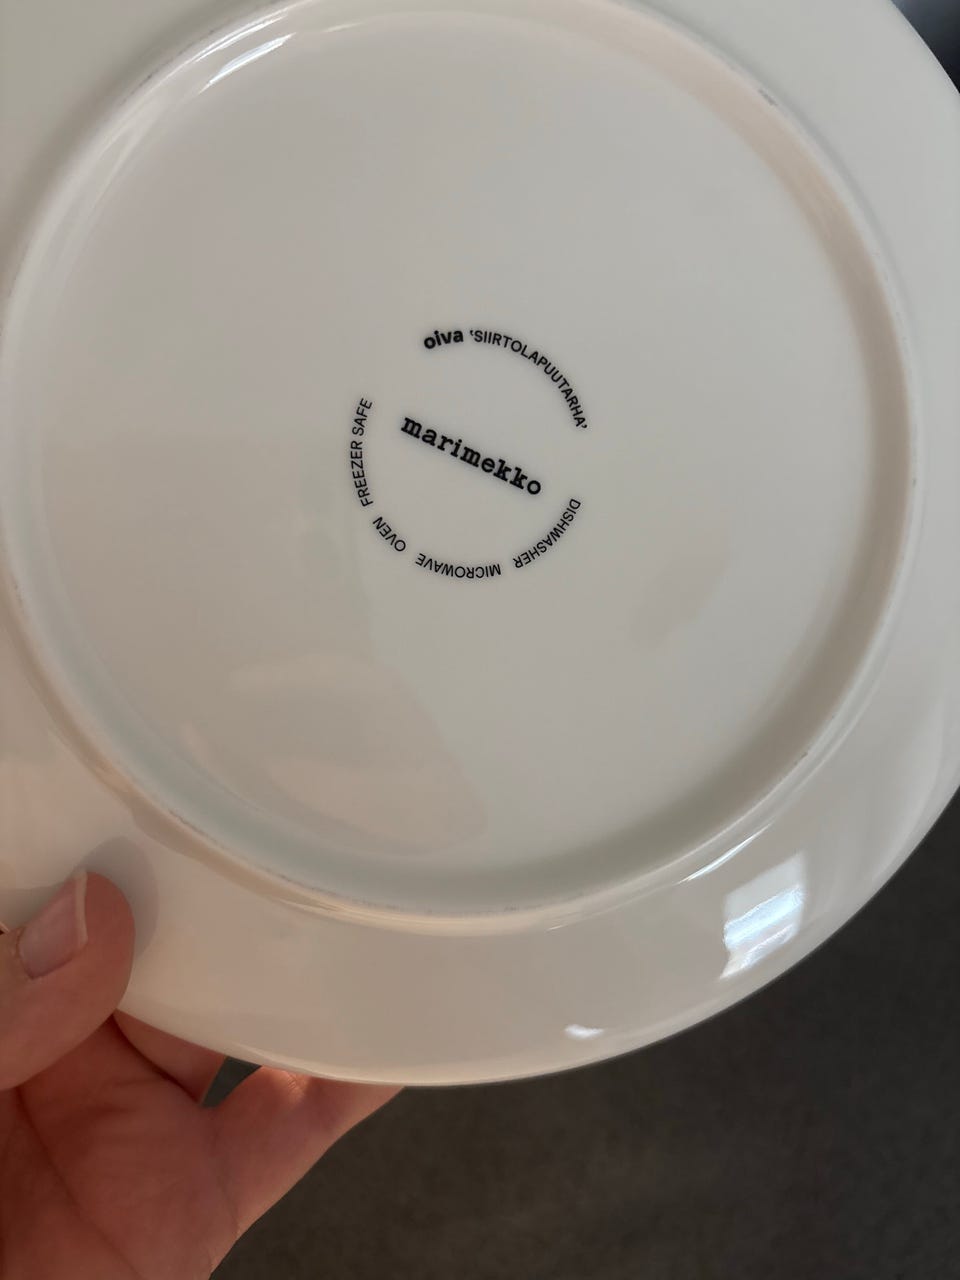 oiva ‘SIIRTOLAPUUTARHA’
marimekko
DISHWASHER MICROWAVE OVEN FREEZER SAFE